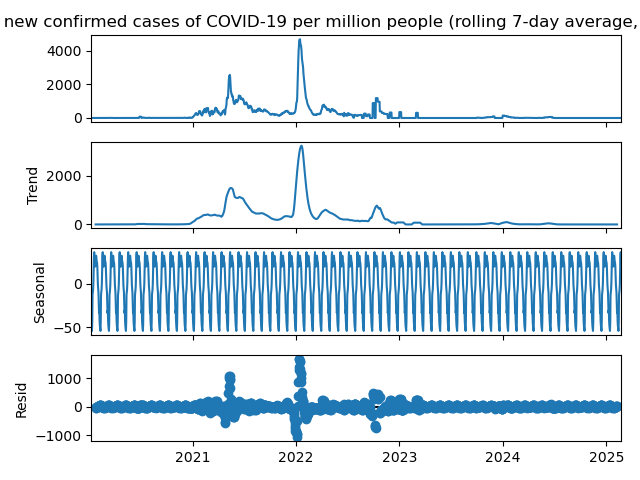 new confirmed cases of COVID-19 per million people (rolling 7-day average,
4000
2000
0
Trend
2000
0
Seasonal
0
−50
Resid
1000
0
−1000
2021 2022 2023 2024 2025